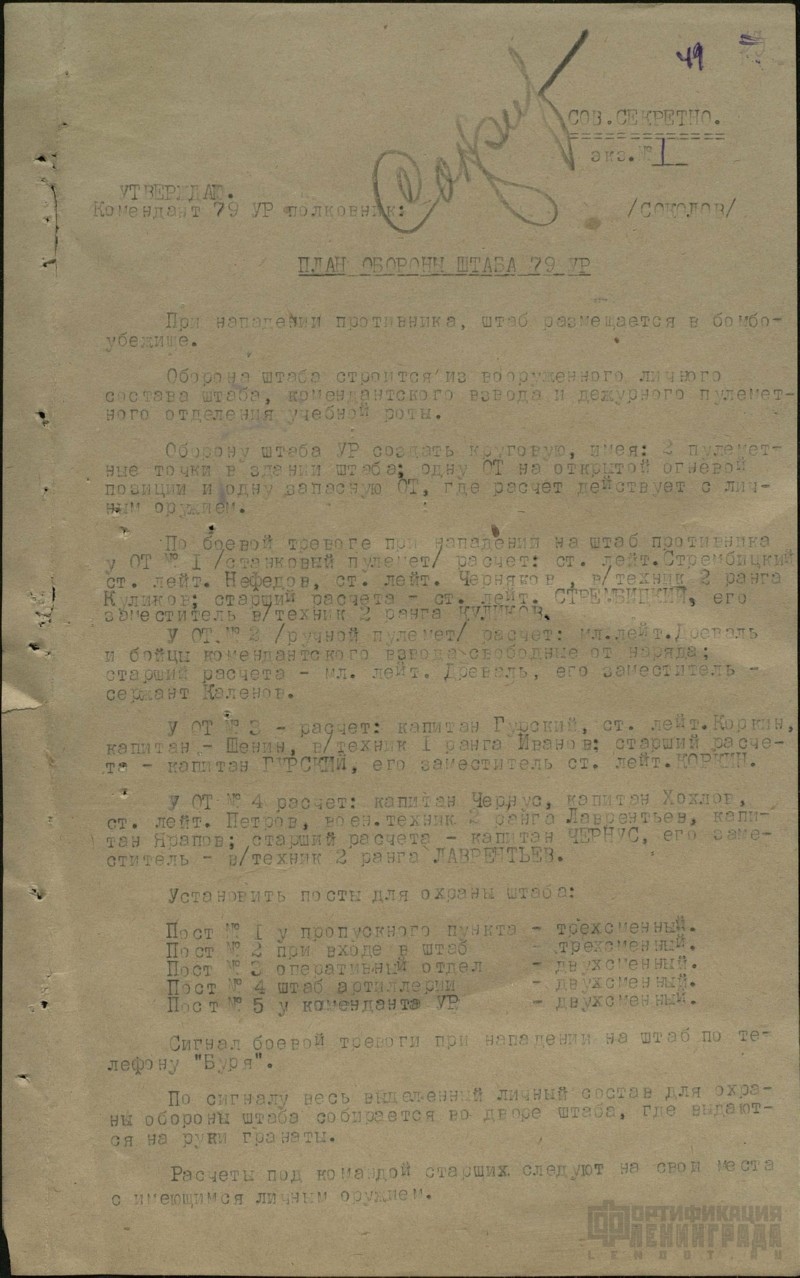 49
СОВ.СЕКРЕТНО.
экз.№ 1
УТВЕРЖДАЮ.
Комендант 79 УР полковник: /СОКОЛОВ/
ПЛАН ОБОРОНЫ ШТАБА 79 УР
При нападении противника, штаб размещается в бомбо-
убежище.
Оборона штаба строится из вооруженного личного
состава штаба, комендантского взвода и дежурного пулемет-
ного отделения учебной роты.
Оборону штаба УР создать круговую, имея: 2 пулемет-
ные точки в здании штаба; одну ОТ на открытой огневой
позиции и одну запасную ОТ, где расчет действует с лич-
ным оружием.
По боевой тревоге при нападении на штаб противника
у ОТ № I /станковый пулемет/ расчет: ст. лейт.Стрембицкий
ст. лейт. Нефедов, ст. лейт. Черняков , в/техник 2 ранга
Куликов; старший расчета - ст. лейт. СТРЕМБИЦКИЙ, его
заместитель в/техник 2 ранга КУЛИКОВ.
У ОТ.№ 2 /ручной пулемет/ расчет: мл.лейт.Древаль
и бойцы комендантского взвода свободные от наряда;
старший расчета - мл. лейт. Древаль, его заместитель -
сержант Каленов.
У ОТ № 3 - расчет: капитан Гурский, ст. лейт.Коркин,
капитан - Шенин, в/техник I ранга Иванов: старший расче-
та - капитан ГУРСКИЙ, его заместитель ст. лейт.КОРКИН.
У ОТ № 4 расчет: капитан Чернус, капитан Хохлов,
ст. лейт. Петров, воен.техник 2 ранга Лаврентьев, капи-
тан Ярапов; старший расчета - капитан ЧЕРНУС, его заме-
ститель - в/техник 2 ранга ЛАВРЕНТЬЕВ.
Установить посты для охраны штаба:
Пост № I у пропускного пункта - трехсменный.
Пост № 2 при входе в штаб - трехсменный.
Пост № 3 оперативный отдел - двухсменный.
Пост № 4 штаб артиллерии - двухсменный.
Пост № 5 у коменданта УР - двухсменный.
Сигнал боевой тревоги при нападении на штаб по те-
лефону "Буря".
По сигналу весь выделенный личный состав для охра-
ны обороны штаба собирается во дворе штаба, где выдают-
ся на руки гранаты.
Расчеты под командой старших следуют на свои места
с имеющимся личным оружием.
ФОРТИФИКАЦИЯ
ЛЕНИНГРАДА
LENDOT.RU